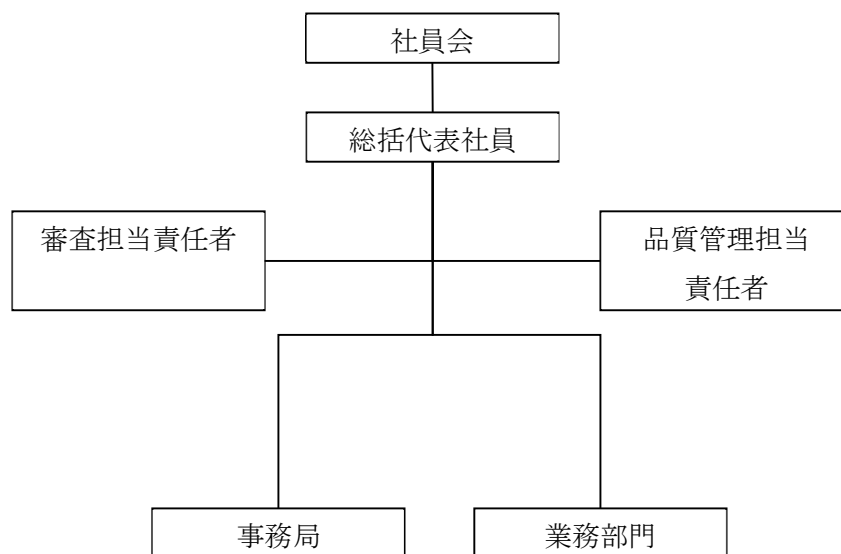 社員会
総括代表社員
審査担当責任者
品質管理担当
責任者
事務局
業務部門